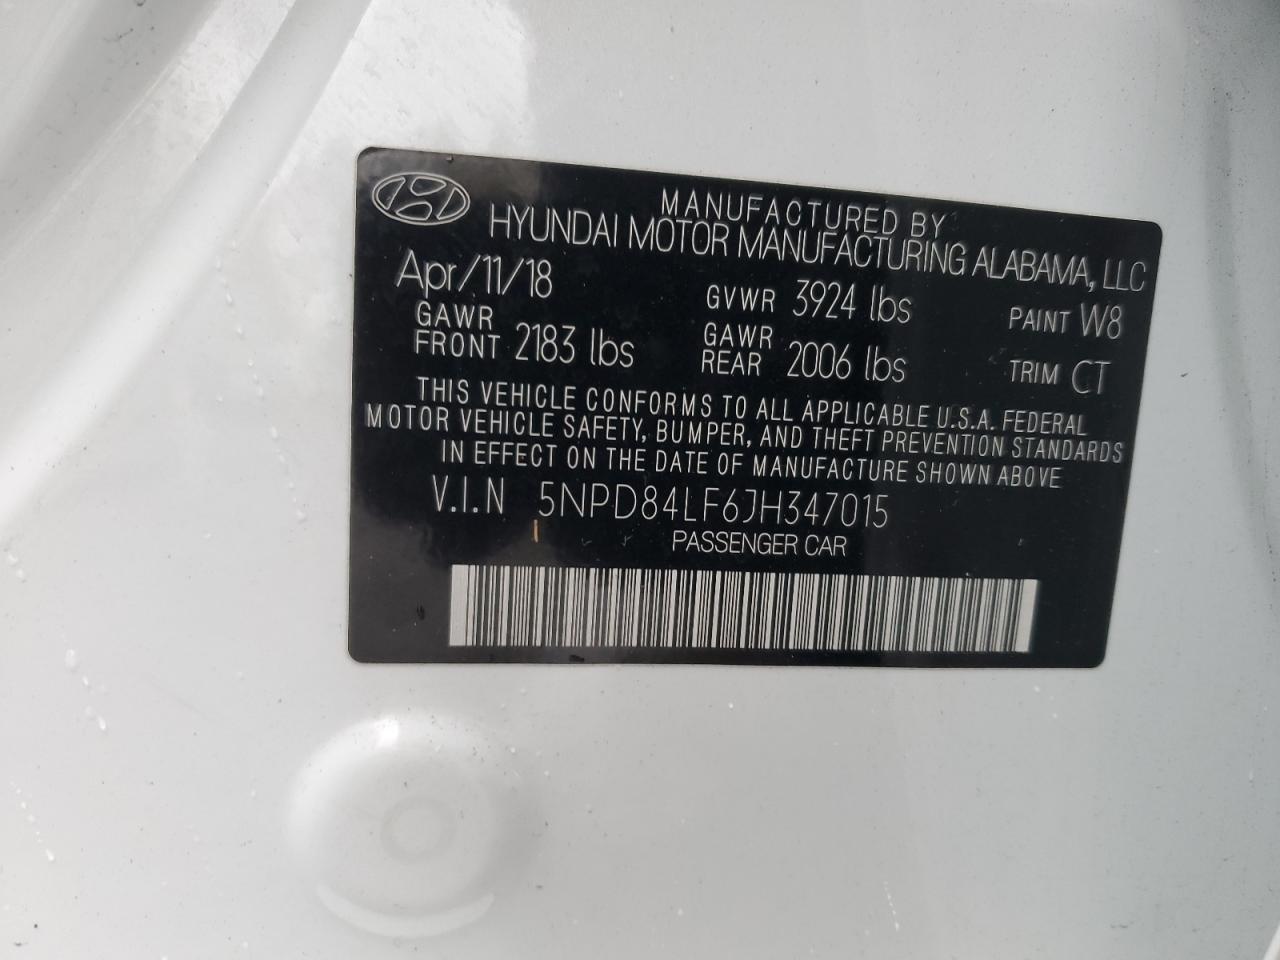 MANUFACTURED BY
HYUNDAI MOTOR MANUFACTURING ALABAMA, LLC
Apr/11/18 GVWR 3924 lbs PAINT W8
GAWR FRONT 2183 lbs GAWR REAR 2006 lbs TRIM CT
THIS VEHICLE CONFORMS TO ALL APPLICABLE U.S.A. FEDERAL
MOTOR VEHICLE SAFETY, BUMPER, AND THEFT PREVENTION STANDARDS
IN EFFECT ON THE DATE OF MANUFACTURE SHOWN ABOVE
V.I.N 5NPD84LF6JH347015
PASSENGER CAR